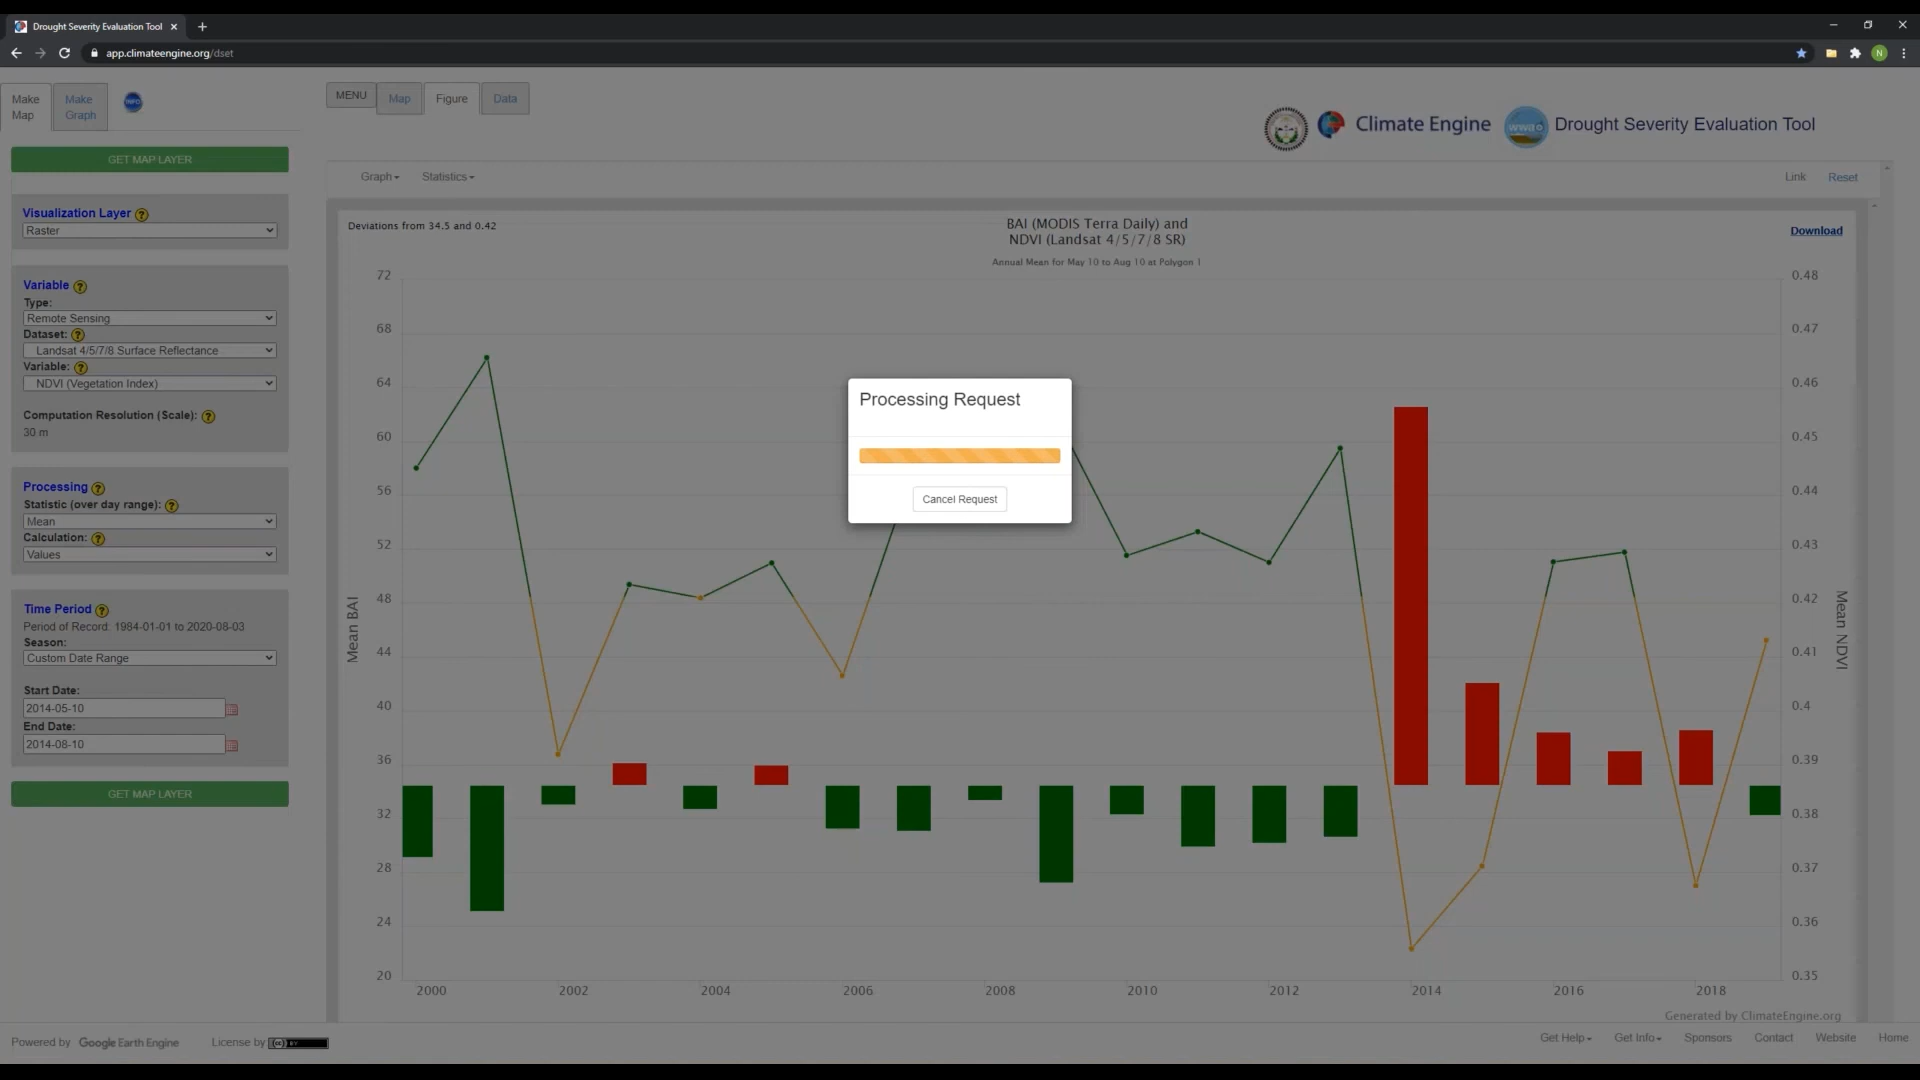 Drought Severity Evaluation Tool
app.climateengine.org/dset
N
Make Map
Make Graph
INFO
MENU
Map
Figure
Data
Climate Engine
WWAO
Drought Severity Evaluation Tool
GET MAP LAYER
Graph
Statistics
Link
Reset
Visualization Layer ?
Raster
Variable ?
Type:
Remote Sensing
Dataset: ?
Landsat 4/5/7/8 Surface Reflectance
Variable: ?
NDVI (Vegetation Index)
Computation Resolution (Scale): ?
30 m
Processing ?
Statistic (over day range): ?
Mean
Calculation: ?
Values
Time Period ?
Period of Record: 1984-01-01 to 2020-08-03
Season:
Custom Date Range
Start Date:
2014-05-10
End Date:
2014-08-10
GET MAP LAYER
Deviations from 34.5 and 0.42
BAI (MODIS Terra Daily) and
NDVI (Landsat 4/5/7/8 SR)
Annual Mean for May 10 to Aug 10 at Polygon 1
Download
72
68
64
60
56
52
48
44
40
36
32
28
24
20
Mean BAI
0.48
0.47
0.46
0.45
0.44
0.43
0.42
0.41
0.4
0.39
0.38
0.37
0.36
0.35
Mean NDVI
2000 2002 2004 2006 2008 2010 2012 2014 2016 2018
Generated by ClimateEngine.org
Processing Request
Cancel Request
Powered by Google Earth Engine
License by (cc) BY
Get Help
Get Info
Sponsors
Contact
Website
Home